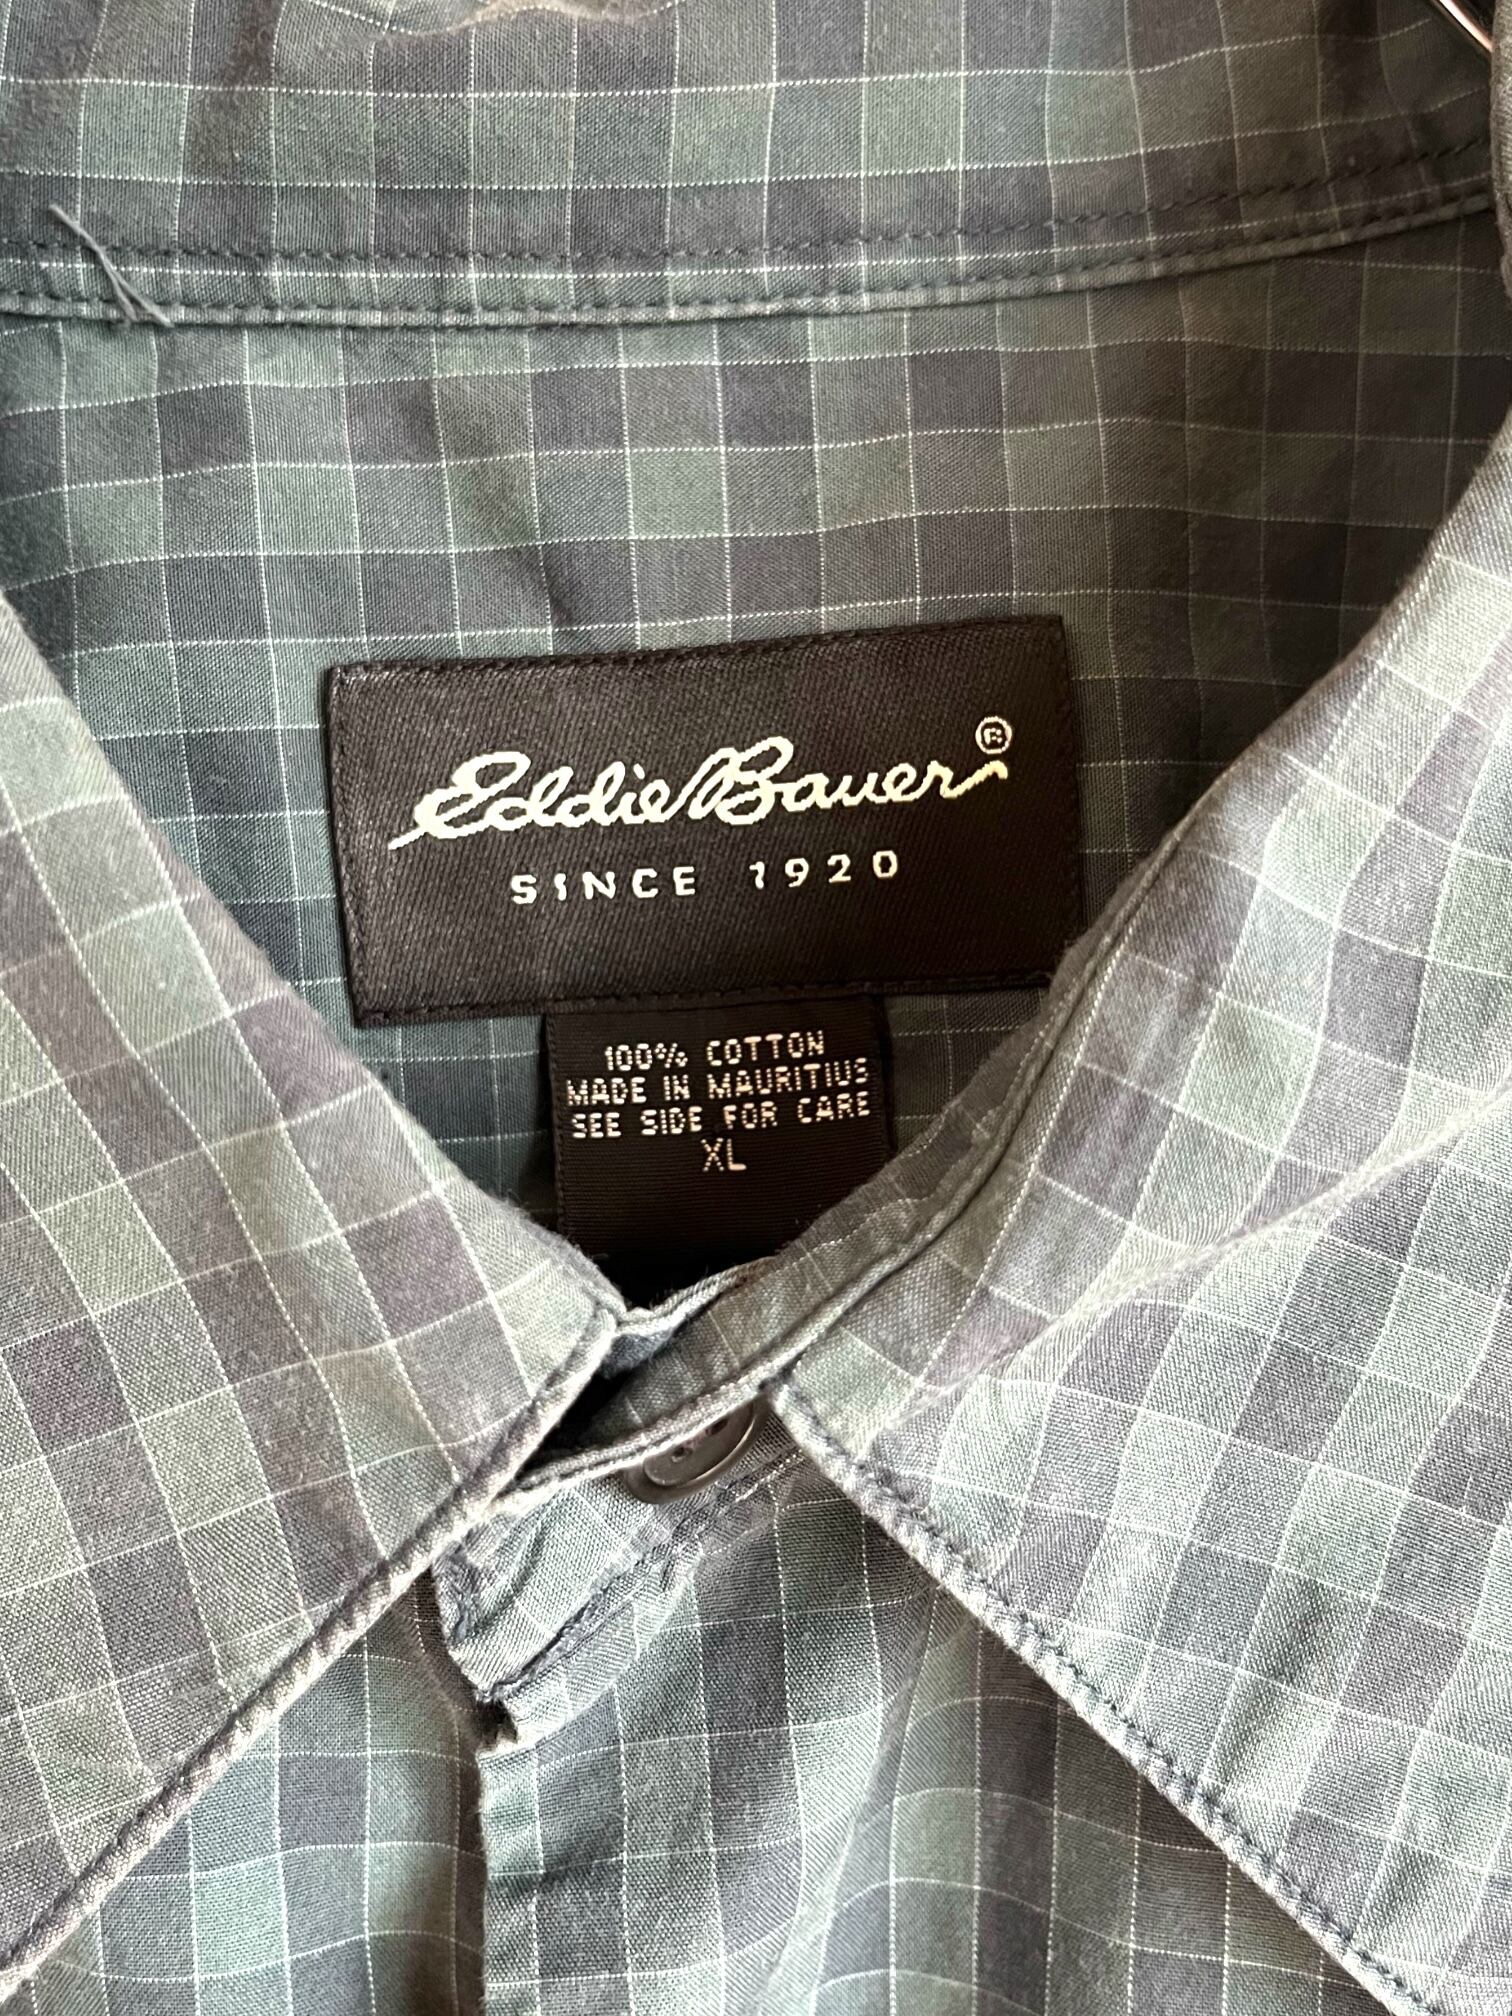 Eddie Bauer®
SINCE 1920
100% COTTON
MADE IN MAURITIUS
SEE SIDE FOR CARE
XL